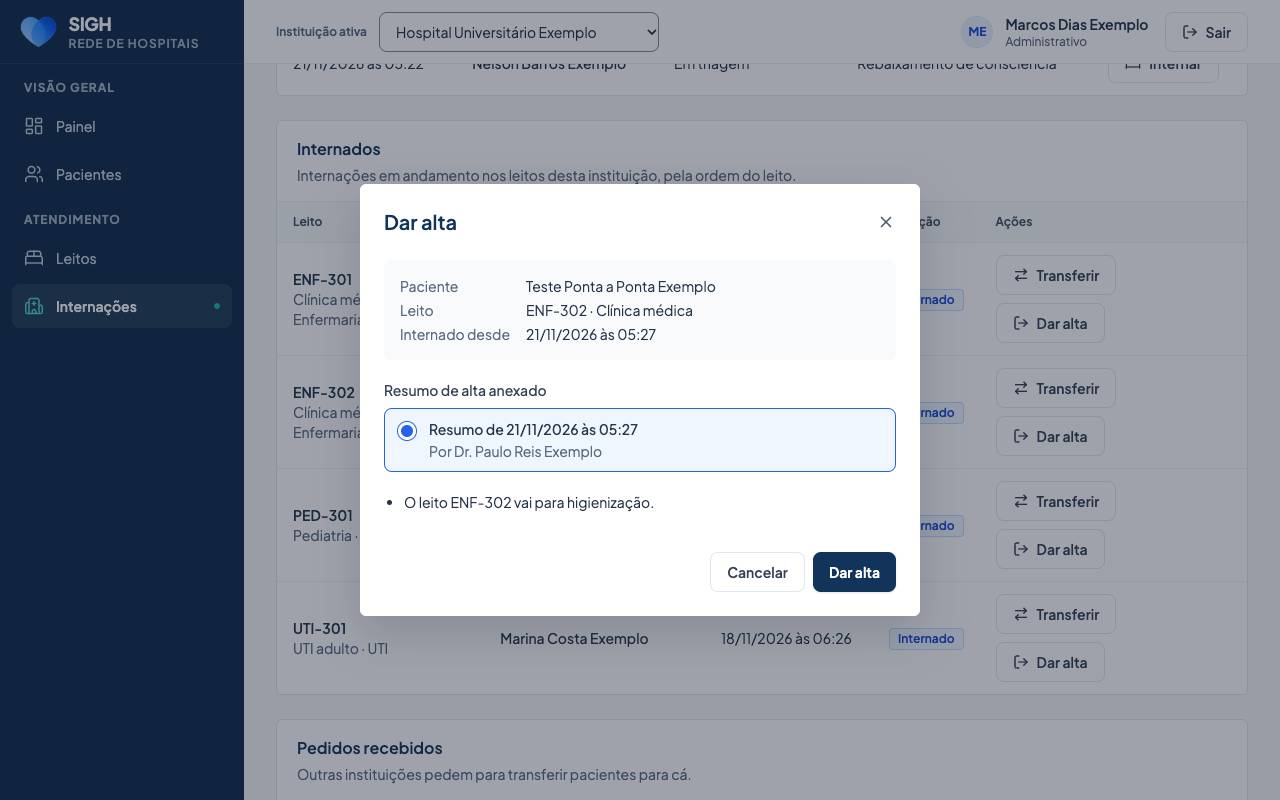 SIGH
REDE DE HOSPITAIS
VISÃO GERAL
Painel
Pacientes
ATENDIMENTO
Leitos
Internações
Instituição ativa
Hospital Universitário Exemplo
ME
Marcos Dias Exemplo
Administrativo
Sair
21/11/2026 às 05:22 Nelson Barros Exemplo Em triagem Rebaixamento de consciência Internar
Internados
Internações em andamento nos leitos desta instituição, pela ordem do leito.
Leito Ações
ENF-301
Transferir
Dar alta
ENF-302
Transferir
Dar alta
PED-301
Pediatria ·
Transferir
Dar alta
UTI-301
UTI adulto · UTI
Marina Costa Exemplo
18/11/2026 às 06:26
Internado
Transferir
Dar alta
Pedidos recebidos
Outras instituições pedem para transferir pacientes para cá.
Dar alta
Paciente Teste Ponta a Ponta Exemplo
Leito ENF-302 · Clínica médica
Internado desde 21/11/2026 às 05:27
Resumo de alta anexado
Resumo de 21/11/2026 às 05:27
Por Dr. Paulo Reis Exemplo
• O leito ENF-302 vai para higienização.
Cancelar
Dar alta